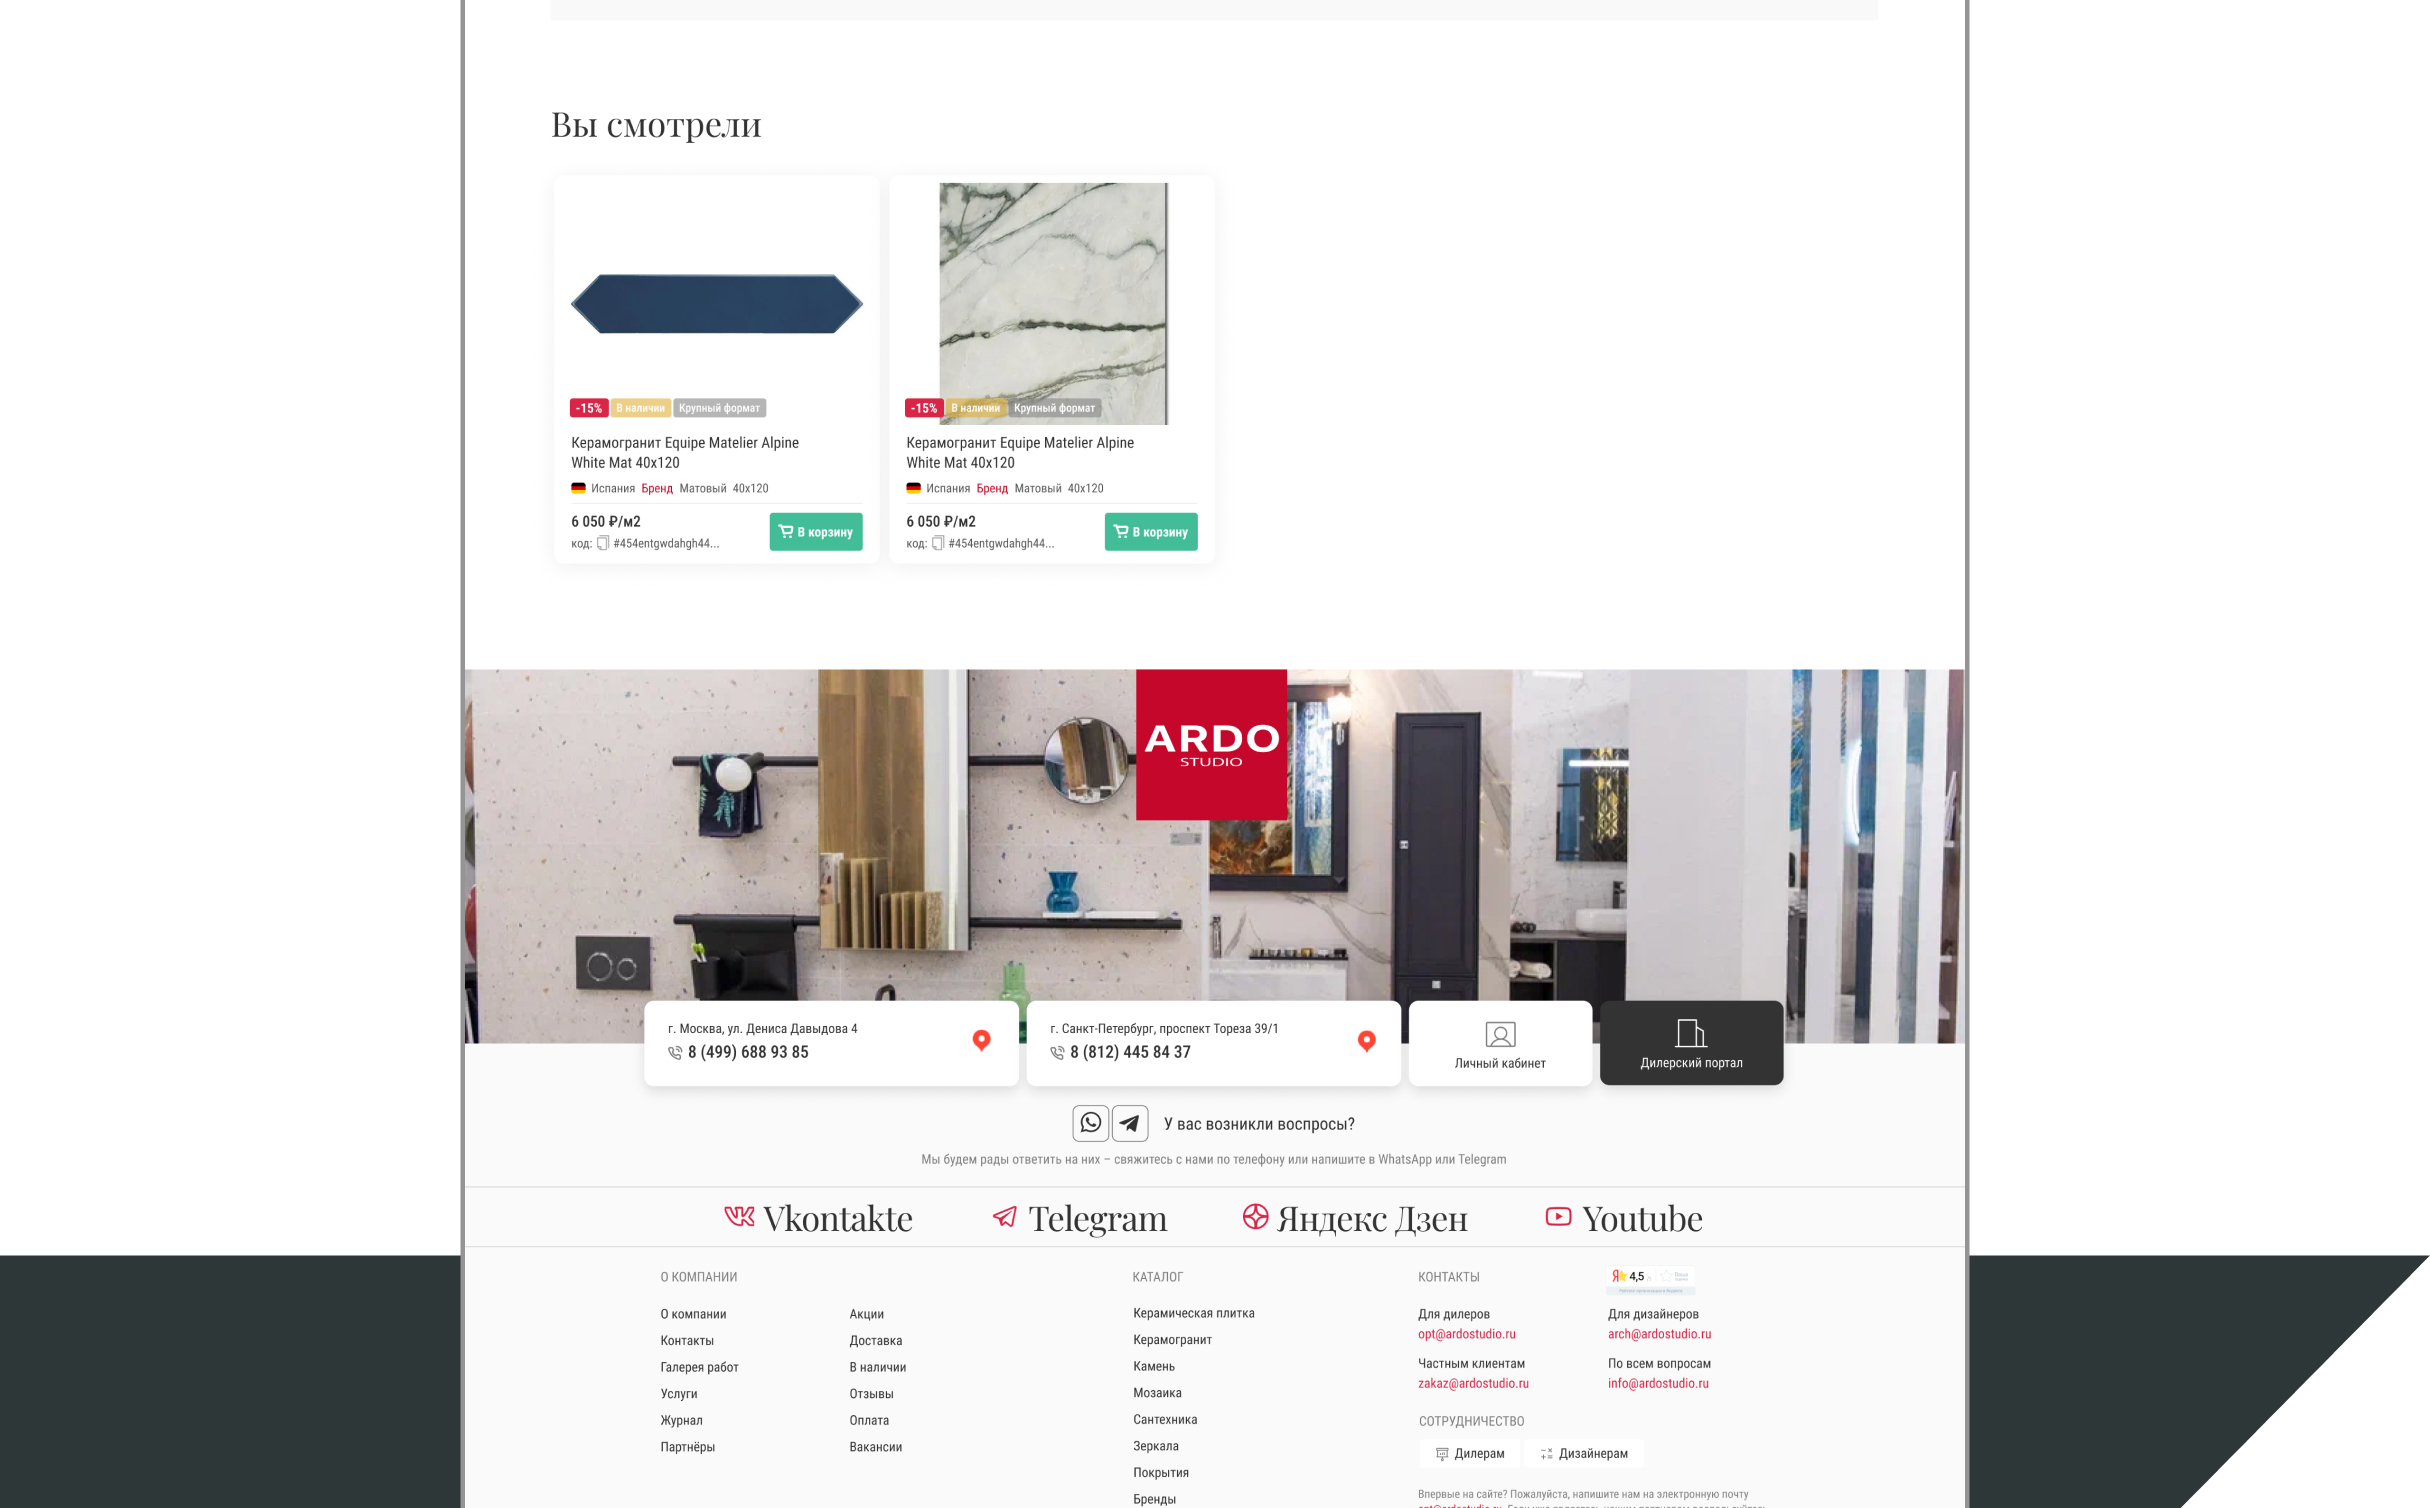 Вы смотрели
-15% В наличии Крупный формат
Керамогранит Equipe Matelier Alpine
White Mat 40x120
Испания Бренд Матовый 40x120
6 050 ₽/м2
код: #454entgwdahgh44...
В корзину
-15% В наличии Крупный формат
Керамогранит Equipe Matelier Alpine
White Mat 40x120
Испания Бренд Матовый 40x120
6 050 ₽/м2
код: #454entgwdahgh44...
В корзину
ARDO
STUDIO
г. Москва, ул. Дениса Давыдова 4
8 (499) 688 93 85
г. Санкт-Петербург, проспект Тореза 39/1
8 (812) 445 84 37
Личный кабинет
Дилерский портал
У вас возникли воспросы?
Мы будем рады ответить на них – свяжитесь с нами по телефону или напишите в WhatsApp или Telegram
Vkontakte
Telegram
Яндекс Дзен
Youtube
О КОМПАНИИ
О компании
Контакты
Галерея работ
Услуги
Журнал
Партнёры
Акции
Доставка
В наличии
Отзывы
Оплата
Вакансии
КАТАЛОГ
Керамическая плитка
Керамогранит
Камень
Мозаика
Сантехника
Зеркала
Покрытия
Бренды
КОНТАКТЫ
Я 4,5
Для дилеров
opt@ardostudio.ru
Для дизайнеров
arch@ardostudio.ru
Частным клиентам
zakaz@ardostudio.ru
По всем вопросам
info@ardostudio.ru
СОТРУДНИЧЕСТВО
Дилерам
Дизайнерам
Впервые на сайте? Пожалуйста, напишите нам на электронную почту